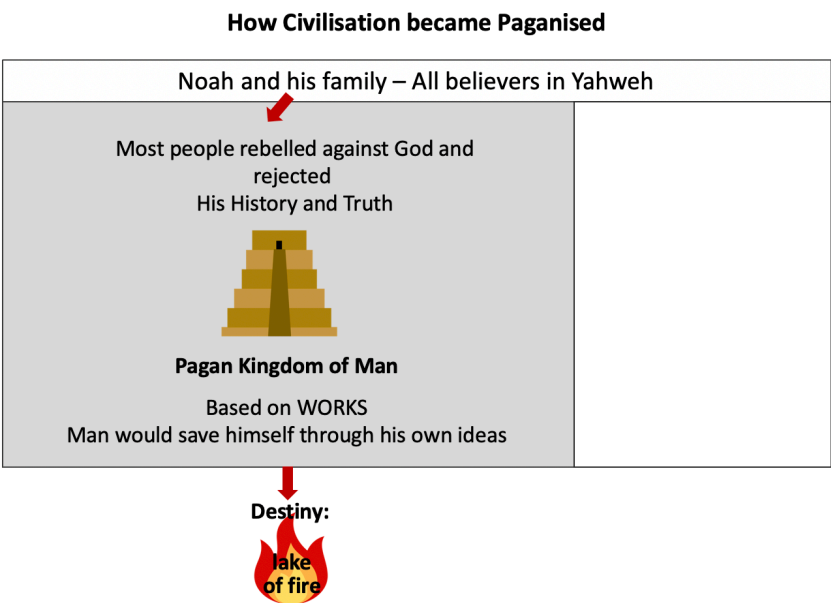 How Civilisation became Paganised
Noah and his family – All believers in Yahweh
Most people rebelled against God and
rejected
His History and Truth
Pagan Kingdom of Man
Based on WORKS
Man would save himself through his own ideas
Destiny:
lake
of fire